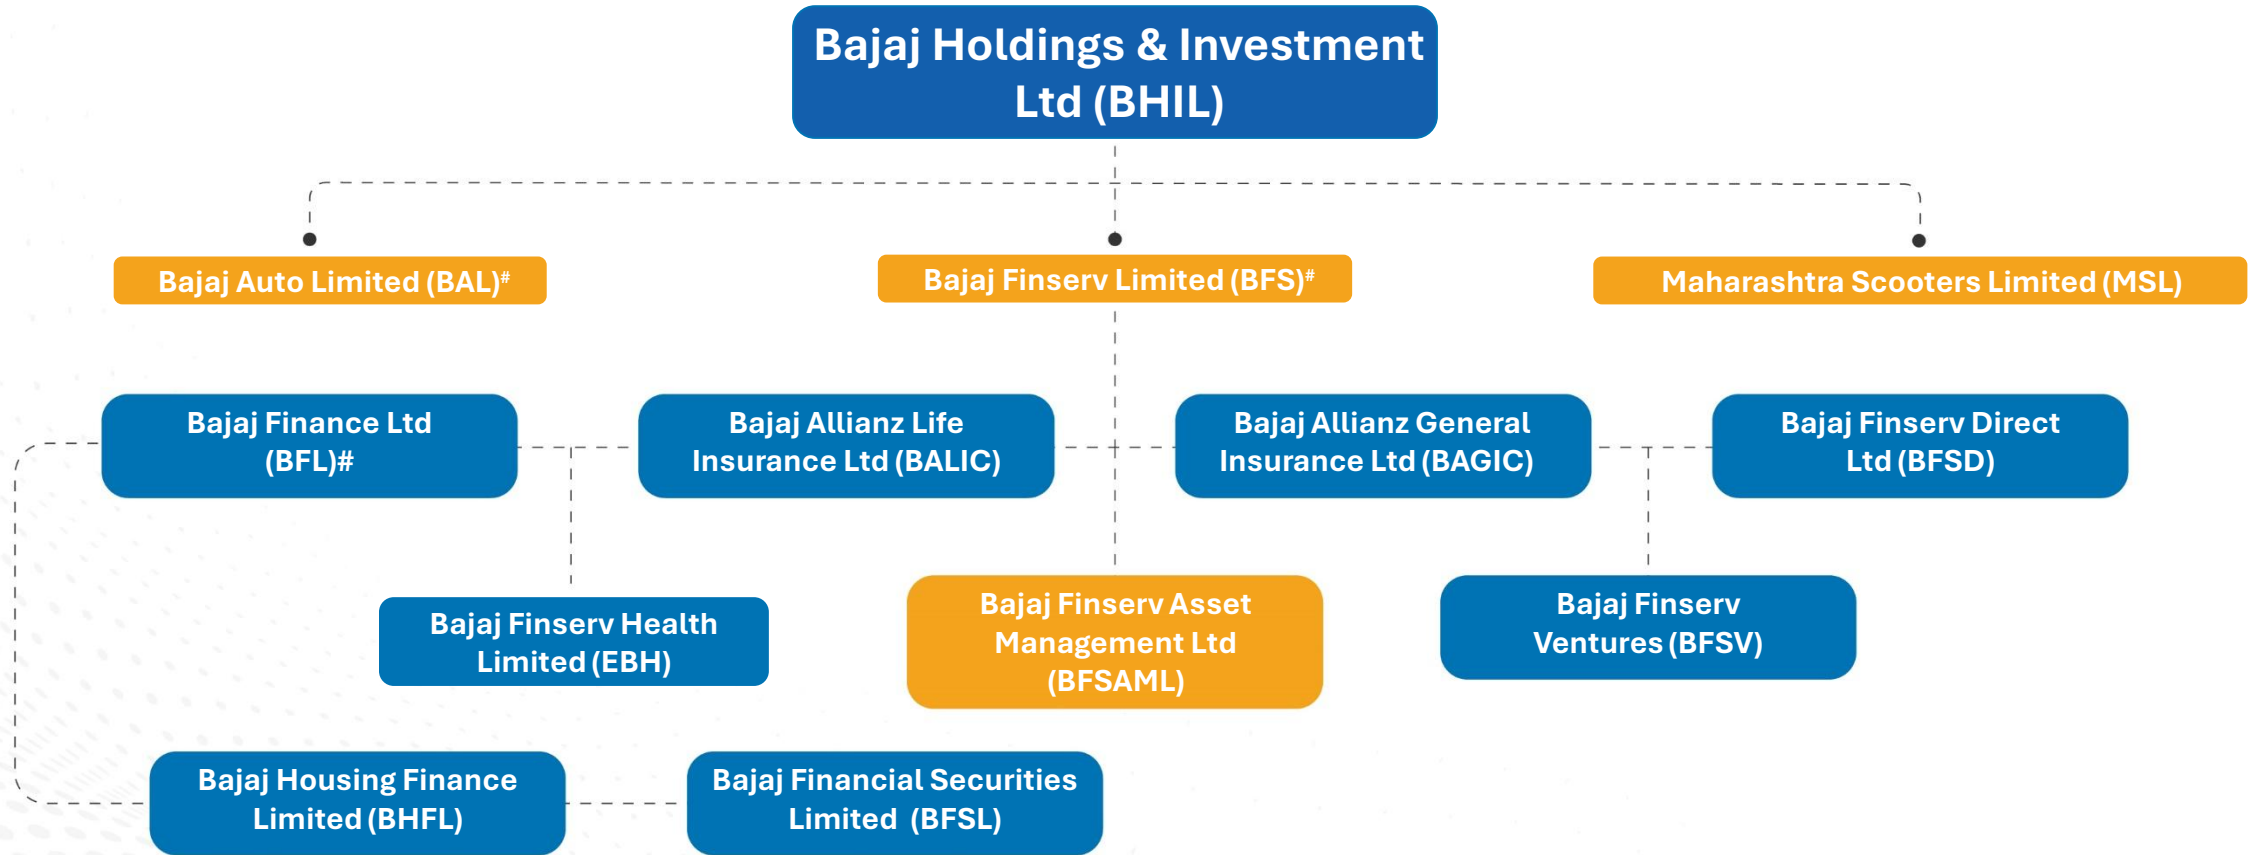 Bajaj Holdings & Investment
Ltd (BHIL)
Bajaj Auto Limited (BAL)#
Bajaj Finserv Limited (BFS)#
Maharashtra Scooters Limited (MSL)
Bajaj Finance Ltd
(BFL)#
Bajaj Allianz Life
Insurance Ltd (BALIC)
Bajaj Allianz General
Insurance Ltd (BAGIC)
Bajaj Finserv Direct
Ltd (BFSD)
Bajaj Finserv Health
Limited (EBH)
Bajaj Finserv Asset
Management Ltd
(BFSAML)
Bajaj Finserv
Ventures (BFSV)
Bajaj Housing Finance
Limited (BHFL)
Bajaj Financial Securities
Limited (BFSL)